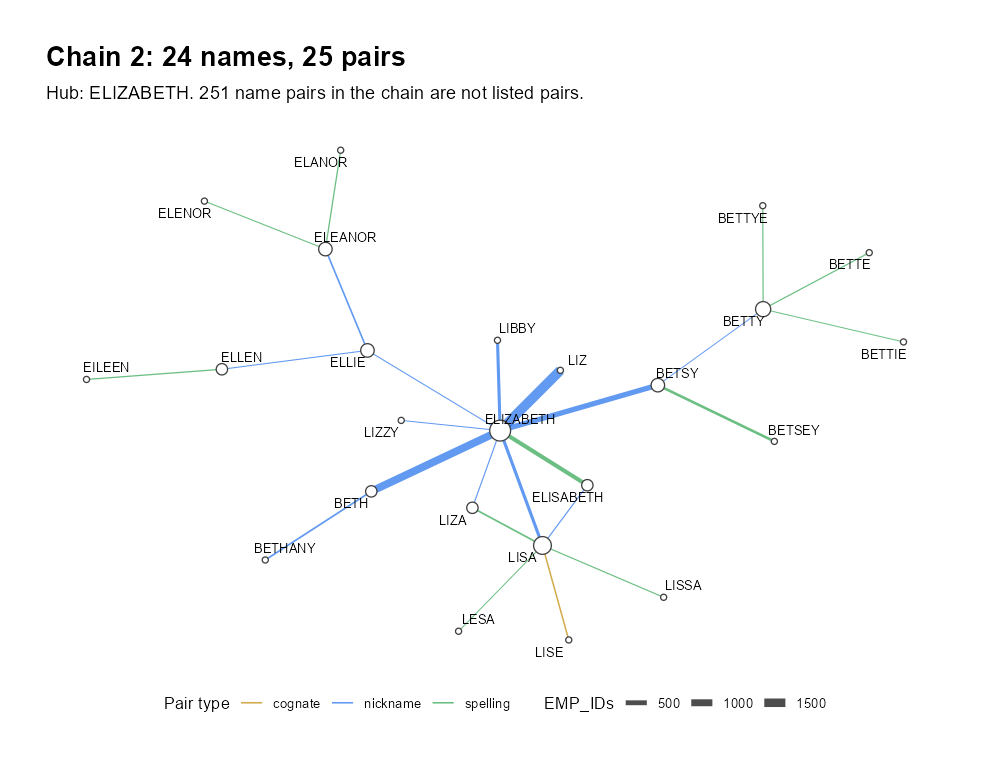 Chain 2: 24 names, 25 pairs
Hub: ELIZABETH. 251 name pairs in the chain are not listed pairs.
ELANOR
ELENOR
BETTYE
ELEANOR
BETTE
BETTY
LIBBY
BETTIE
ELLEN
LIZ
ELLIE
EILEEN
BETSY
ELIZABETH
LIZZY
BETSEY
ELISABETH
BETH
LIZA
BETHANY
LISA
LISSA
LESA
LISE
Pair type cognate nickname spelling EMP_IDs 500 1000 1500